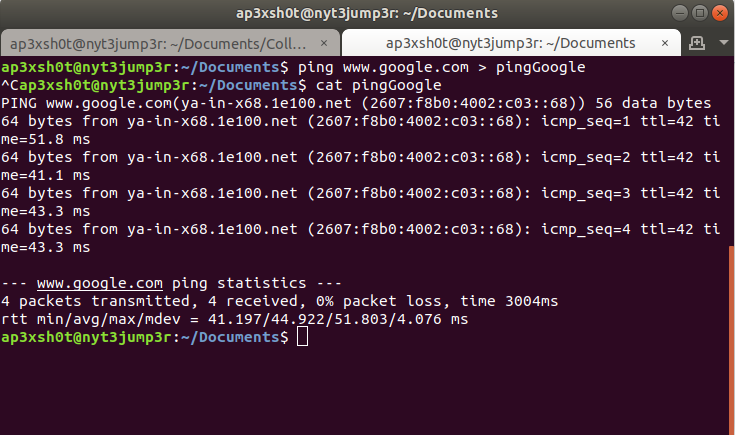 ap3xsh0t@nyt3jump3r: ~/Documents
ap3xsh0t@nyt3jump3r: ~/Documents/Coll... ×
ap3xsh0t@nyt3jump3r: ~/Documents ×
ap3xsh0t@nyt3jump3r:~/Documents$ ping www.google.com > pingGoogle
^Cap3xsh0t@nyt3jump3r:~/Documents$ cat pingGoogle
PING www.google.com(ya-in-x68.1e100.net (2607:f8b0:4002:c03::68)) 56 data bytes
64 bytes from ya-in-x68.1e100.net (2607:f8b0:4002:c03::68): icmp_seq=1 ttl=42 ti
me=51.8 ms
64 bytes from ya-in-x68.1e100.net (2607:f8b0:4002:c03::68): icmp_seq=2 ttl=42 ti
me=41.1 ms
64 bytes from ya-in-x68.1e100.net (2607:f8b0:4002:c03::68): icmp_seq=3 ttl=42 ti
me=43.3 ms
64 bytes from ya-in-x68.1e100.net (2607:f8b0:4002:c03::68): icmp_seq=4 ttl=42 ti
me=43.3 ms

--- www.google.com ping statistics ---
4 packets transmitted, 4 received, 0% packet loss, time 3004ms
rtt min/avg/max/mdev = 41.197/44.922/51.803/4.076 ms
ap3xsh0t@nyt3jump3r:~/Documents$